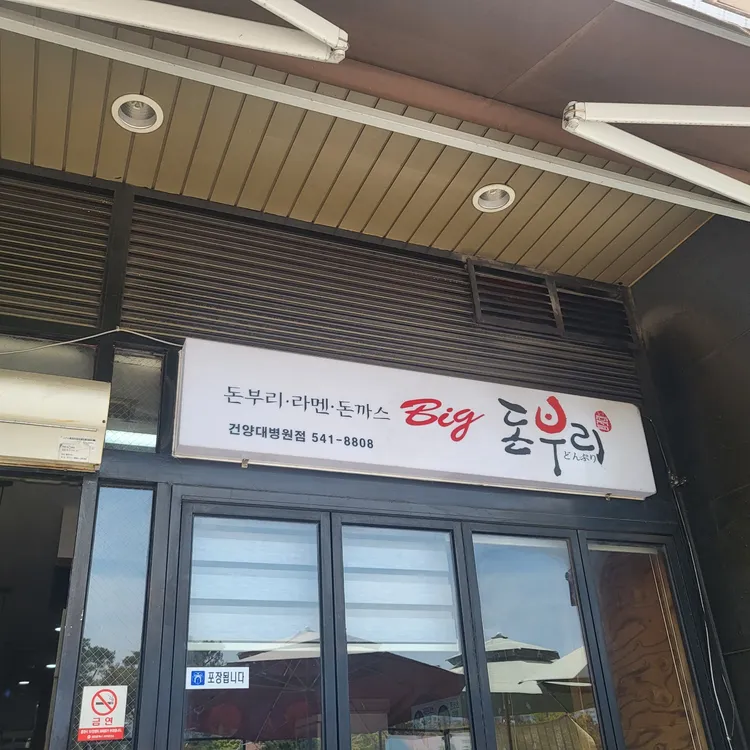 돈부리·라멘·돈까스 Big 돈부리
건양대병원점 541-8808
どんぶり
포장됩니다
금연